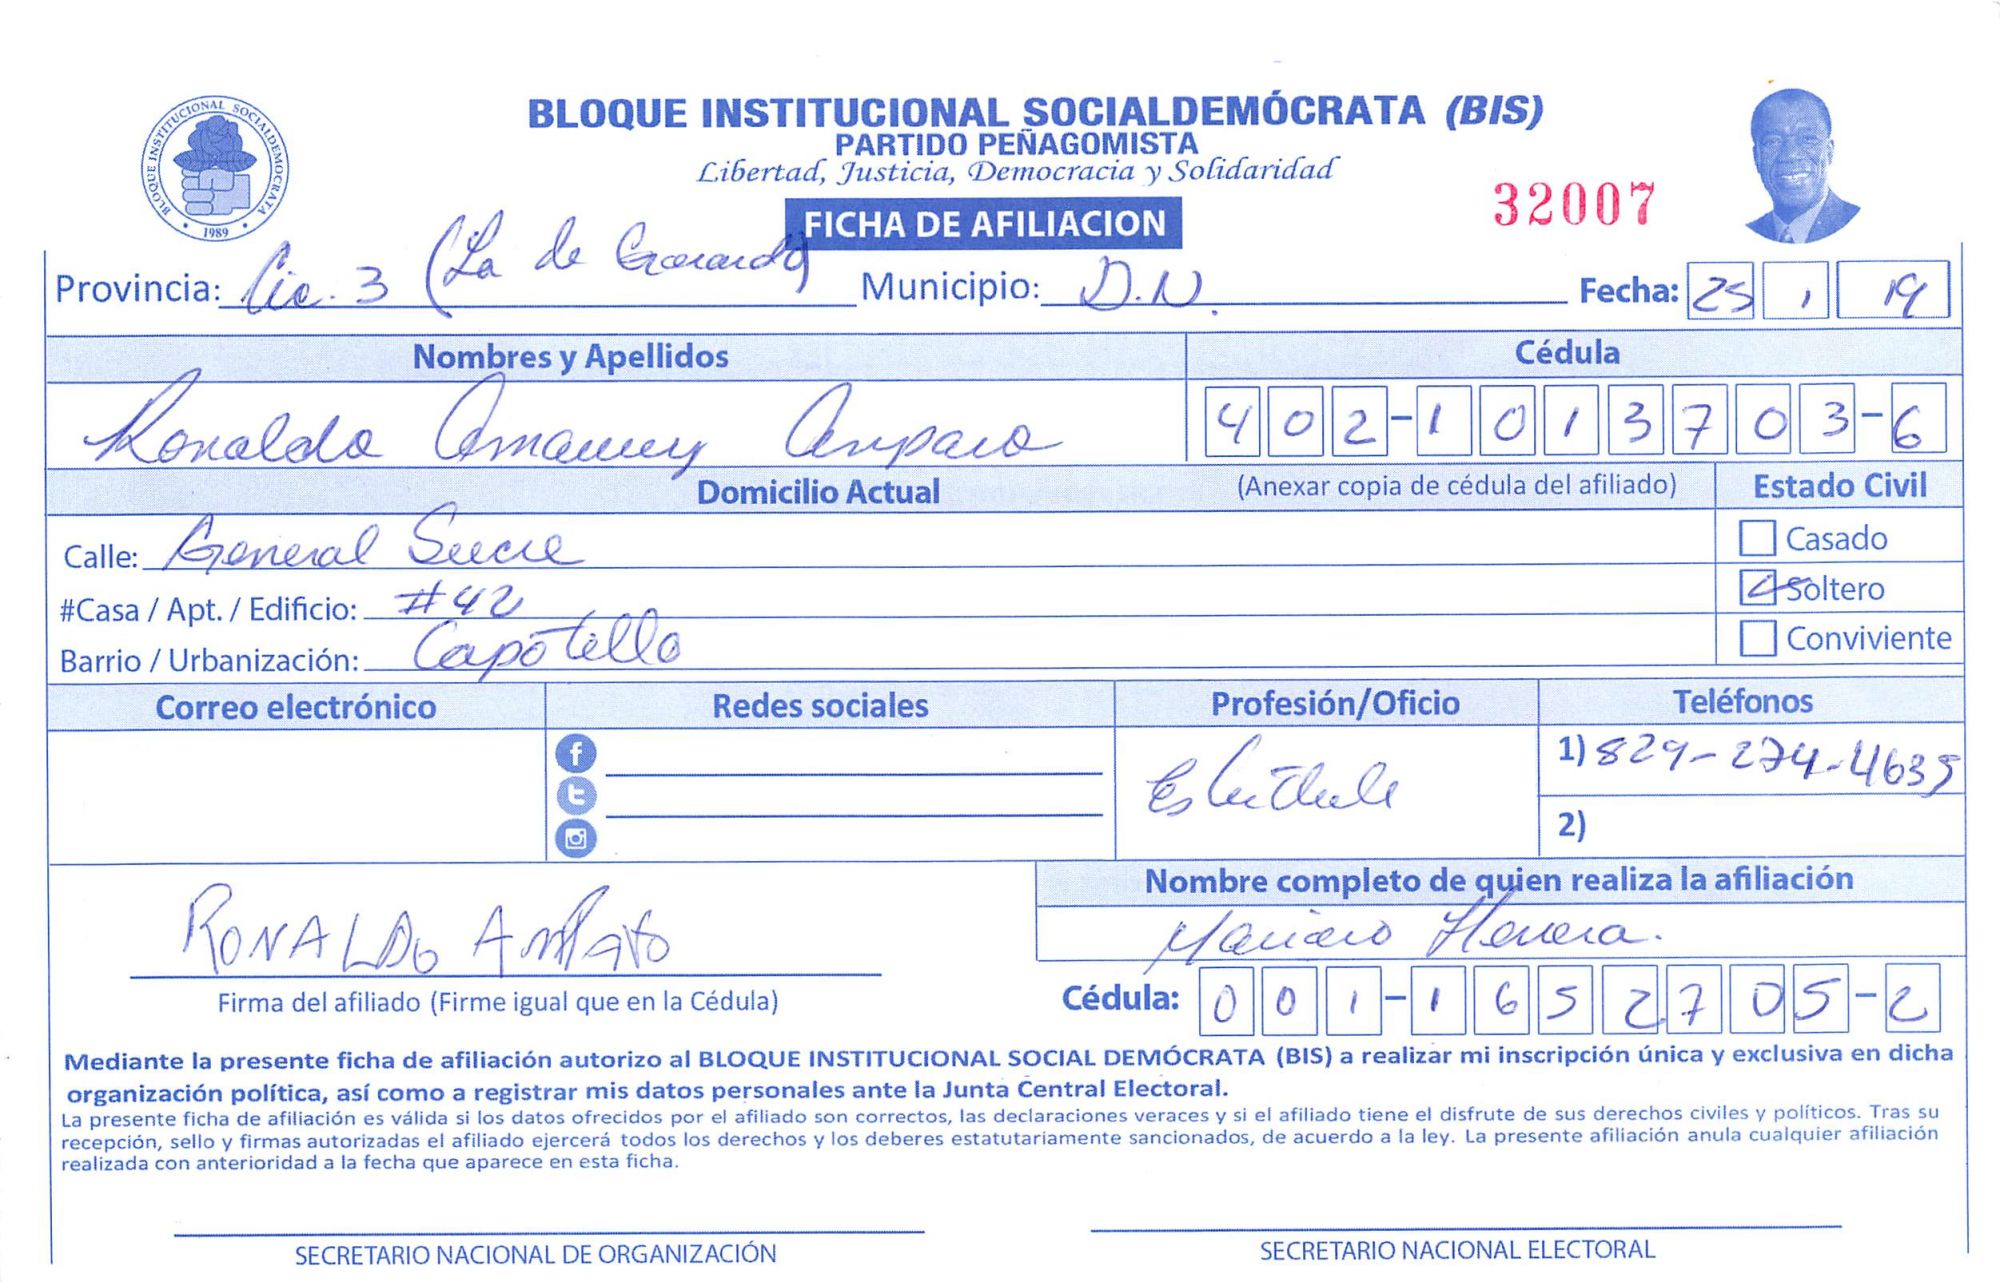 BLOQUE INSTITUCIONAL SOCIALDEMOCRATA
1989
BLOQUE INSTITUCIONAL SOCIALDEMÓCRATA (BIS)
PARTIDO PEÑAGOMISTA
Libertad, Justicia, Democracia y Solidaridad
32007
FICHA DE AFILIACION
Provincia: Cic. 3 (La de Gerardo) Municipio: D.N. Fecha: 25 1 19
Nombres y Apellidos Cédula
Ronaldo Amaury Amparo 402-1013703-6
Domicilio Actual (Anexar copia de cédula del afiliado) Estado Civil
Calle: General Sucre Casado
#Casa / Apt. / Edificio: #42 Soltero
Barrio / Urbanización: Capotillo Conviviente
Correo electrónico Redes sociales Profesión/Oficio Teléfonos
1) 829-274-4635
2)
Nombre completo de quien realiza la afiliación
RONALDO AmParo Mariano Herrera.
Firma del afiliado (Firme igual que en la Cédula) Cédula: 001-1652705-2
Mediante la presente ficha de afiliación autorizo al BLOQUE INSTITUCIONAL SOCIAL DEMÓCRATA (BIS) a realizar mi inscripción única y exclusiva en dicha
organización política, así como a registrar mis datos personales ante la Junta Central Electoral.
La presente ficha de afiliación es válida si los datos ofrecidos por el afiliado son correctos, las declaraciones veraces y si el afiliado tiene el disfrute de sus derechos civiles y políticos. Tras su
recepción, sello y firmas autorizadas el afiliado ejercerá todos los derechos y los deberes estatutariamente sancionados, de acuerdo a la ley. La presente afiliación anula cualquier afiliación
realizada con anterioridad a la fecha que aparece en esta ficha.
SECRETARIO NACIONAL DE ORGANIZACIÓN SECRETARIO NACIONAL ELECTORAL